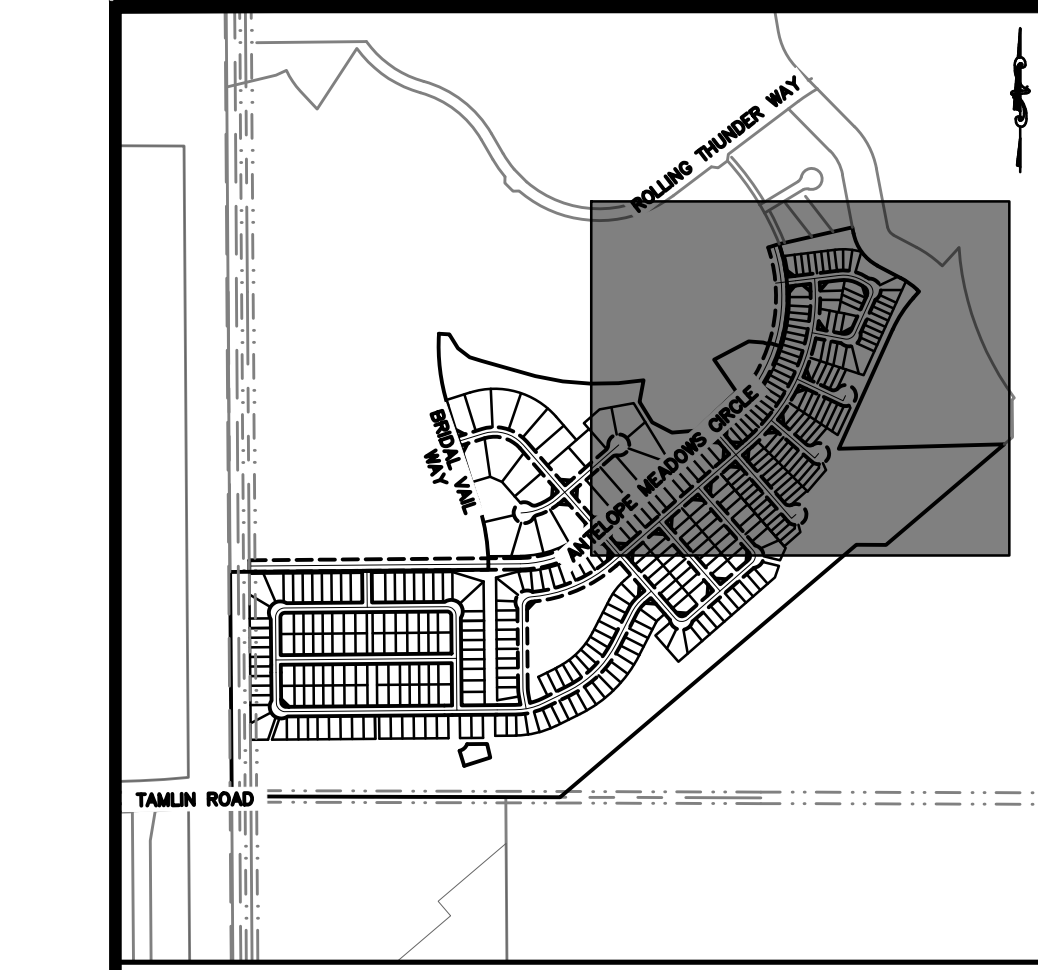 ROLLING THUNDER WAY
ANTELOPE MEADOWS CIRCLE
BRIDAL VAIL
WAY
TAMLIN ROAD